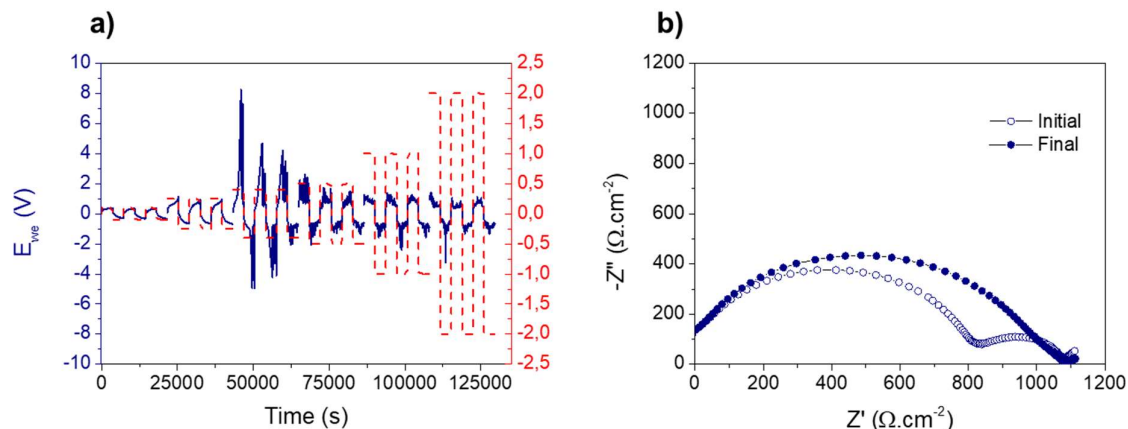 a)
10
8
6
4
2
0
-2
-4
-6
-8
-10
E_we (V)
2,5
2,0
1,5
1,0
0,5
0,0
-0,5
-1,0
-1,5
-2,0
-2,5
0 25000 50000 75000 100000 125000
Time (s)
b)
1200
1000
800
600
400
200
0
-Z'' (Ω.cm⁻²)
Initial
Final
0 200 400 600 800 1000 1200
Z' (Ω.cm⁻²)